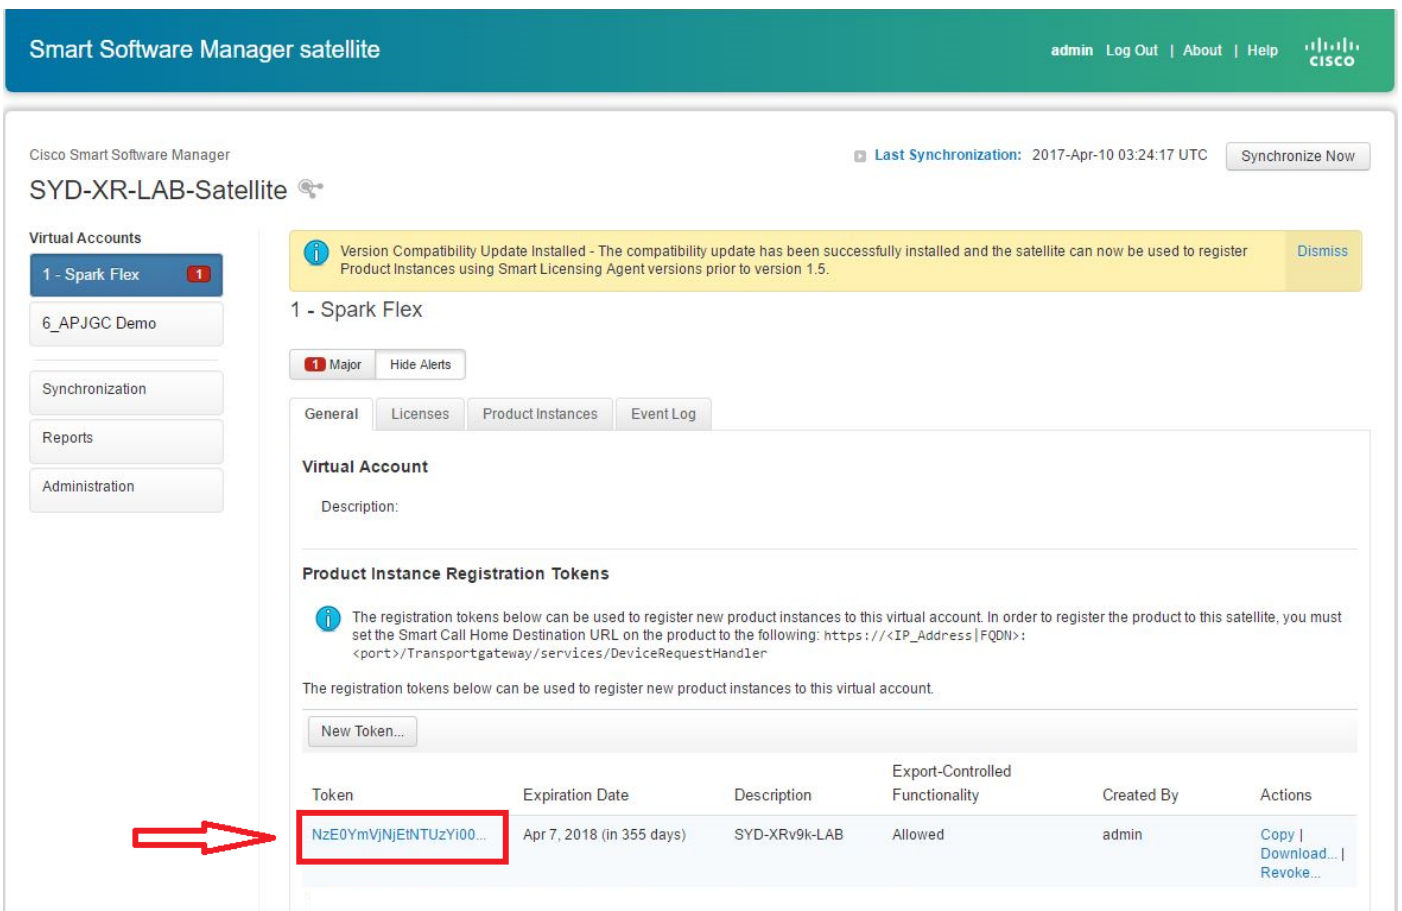 Smart Software Manager satellite
admin Log Out | About | Help
CISCO
Cisco Smart Software Manager
Last Synchronization: 2017-Apr-10 03:24:17 UTC
Synchronize Now
SYD-XR-LAB-Satellite
Virtual Accounts
1 - Spark Flex 1
6_APJGC Demo
Synchronization
Reports
Administration
Version Compatibility Update Installed - The compatibility update has been successfully installed and the satellite can now be used to register
Product Instances using Smart Licensing Agent versions prior to version 1.5.
Dismiss
1 - Spark Flex
1 Major Hide Alerts
General Licenses Product Instances Event Log
Virtual Account
Description:
Product Instance Registration Tokens
The registration tokens below can be used to register new product instances to this virtual account. In order to register the product to this satellite, you must
set the Smart Call Home Destination URL on the product to the following: https://<IP_Address|FQDN>:
<port>/Transportgateway/services/DeviceRequestHandler
The registration tokens below can be used to register new product instances to this virtual account.
New Token...
Token Expiration Date Description Export-Controlled Functionality Created By Actions
NzE0YmVjNjEtNTUzYi00... Apr 7, 2018 (in 355 days) SYD-XRv9k-LAB Allowed admin Copy |
Download... |
Revoke...